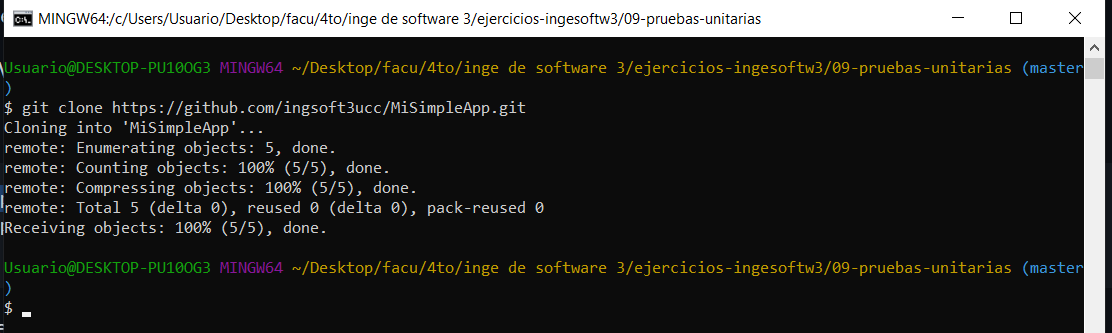 MINGW64:/c/Users/Usuario/Desktop/facu/4to/inge de software 3/ejercicios-ingesoftw3/09-pruebas-unitarias
Usuario@DESKTOP-PU10OG3 MINGW64 ~/Desktop/facu/4to/inge de software 3/ejercicios-ingesoftw3/09-pruebas-unitarias (master
)
$ git clone https://github.com/ingsoft3ucc/MiSimpleApp.git
Cloning into 'MiSimpleApp'...
remote: Enumerating objects: 5, done.
remote: Counting objects: 100% (5/5), done.
remote: Compressing objects: 100% (5/5), done.
remote: Total 5 (delta 0), reused 0 (delta 0), pack-reused 0
Receiving objects: 100% (5/5), done.
Usuario@DESKTOP-PU10OG3 MINGW64 ~/Desktop/facu/4to/inge de software 3/ejercicios-ingesoftw3/09-pruebas-unitarias (master
)
$